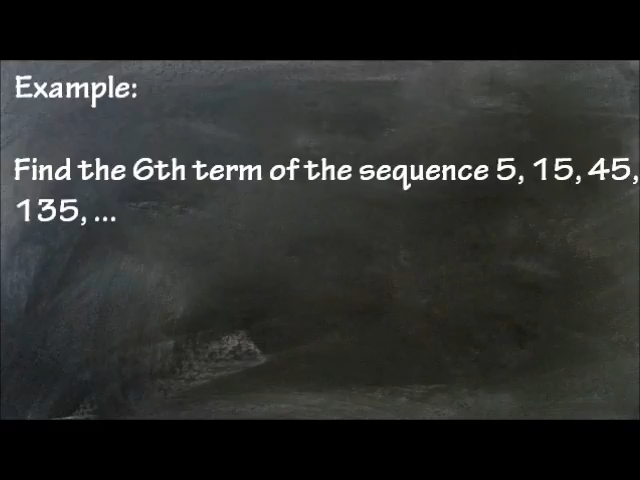 Example:
Find the 6th term of the sequence 5, 15, 45,
135, ...